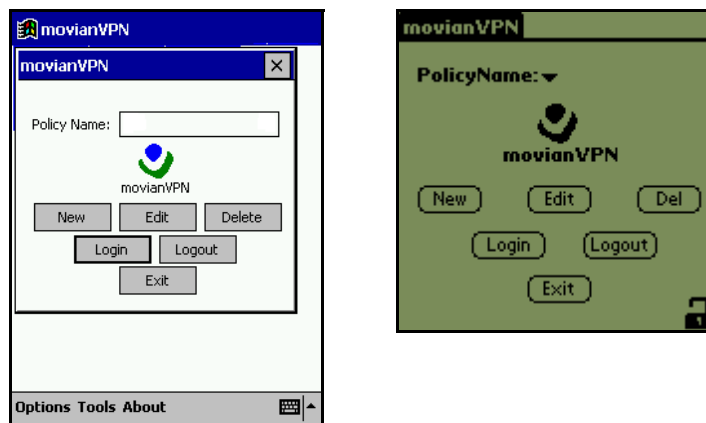 movianVPN
movianVPN
Policy Name:
movianVPN
New Edit Delete
Login Logout
Exit
Options Tools About
movianVPN
PolicyName:
movianVPN
New Edit Del
Login Logout
Exit